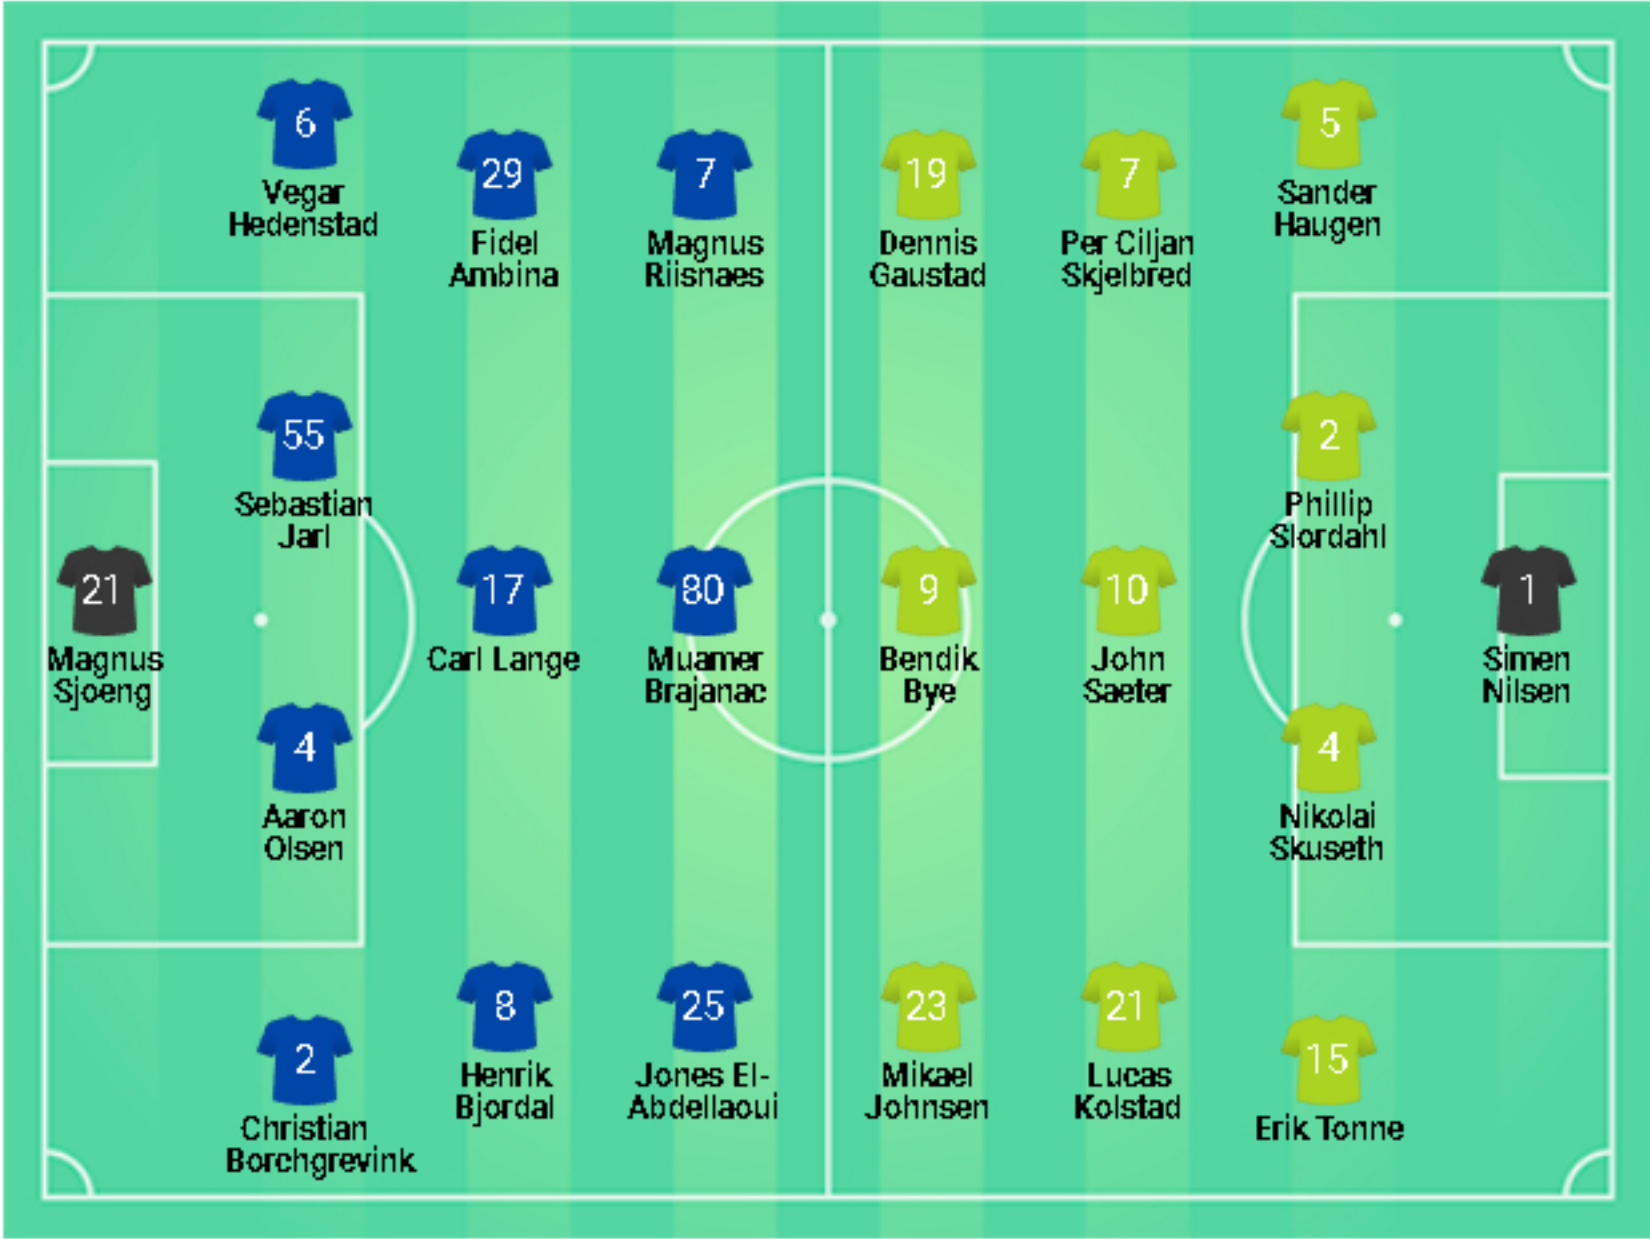 6
Vegar
Hedenstad
29
Fidel
Ambina
7
Magnus
Riisnaes
19
Dennis
Gaustad
7
Per Ciljan
Skjelbred
5
Sander
Haugen
55
Sebastian
Jarl
2
Phillip
Slordahl
21
Magnus
Sjoeng
17
Carl Lange
80
Muamer
Brajanac
9
Bendik
Bye
10
John
Saeter
1
Simen
Nilsen
4
Aaron
Olsen
4
Nikolai
Skuseth
2
Christian
Borchgrevink
8
Henrik
Bjordal
25
Jones El-
Abdellaoui
23
Mikael
Johnsen
21
Lucas
Kolstad
15
Erik Tonne